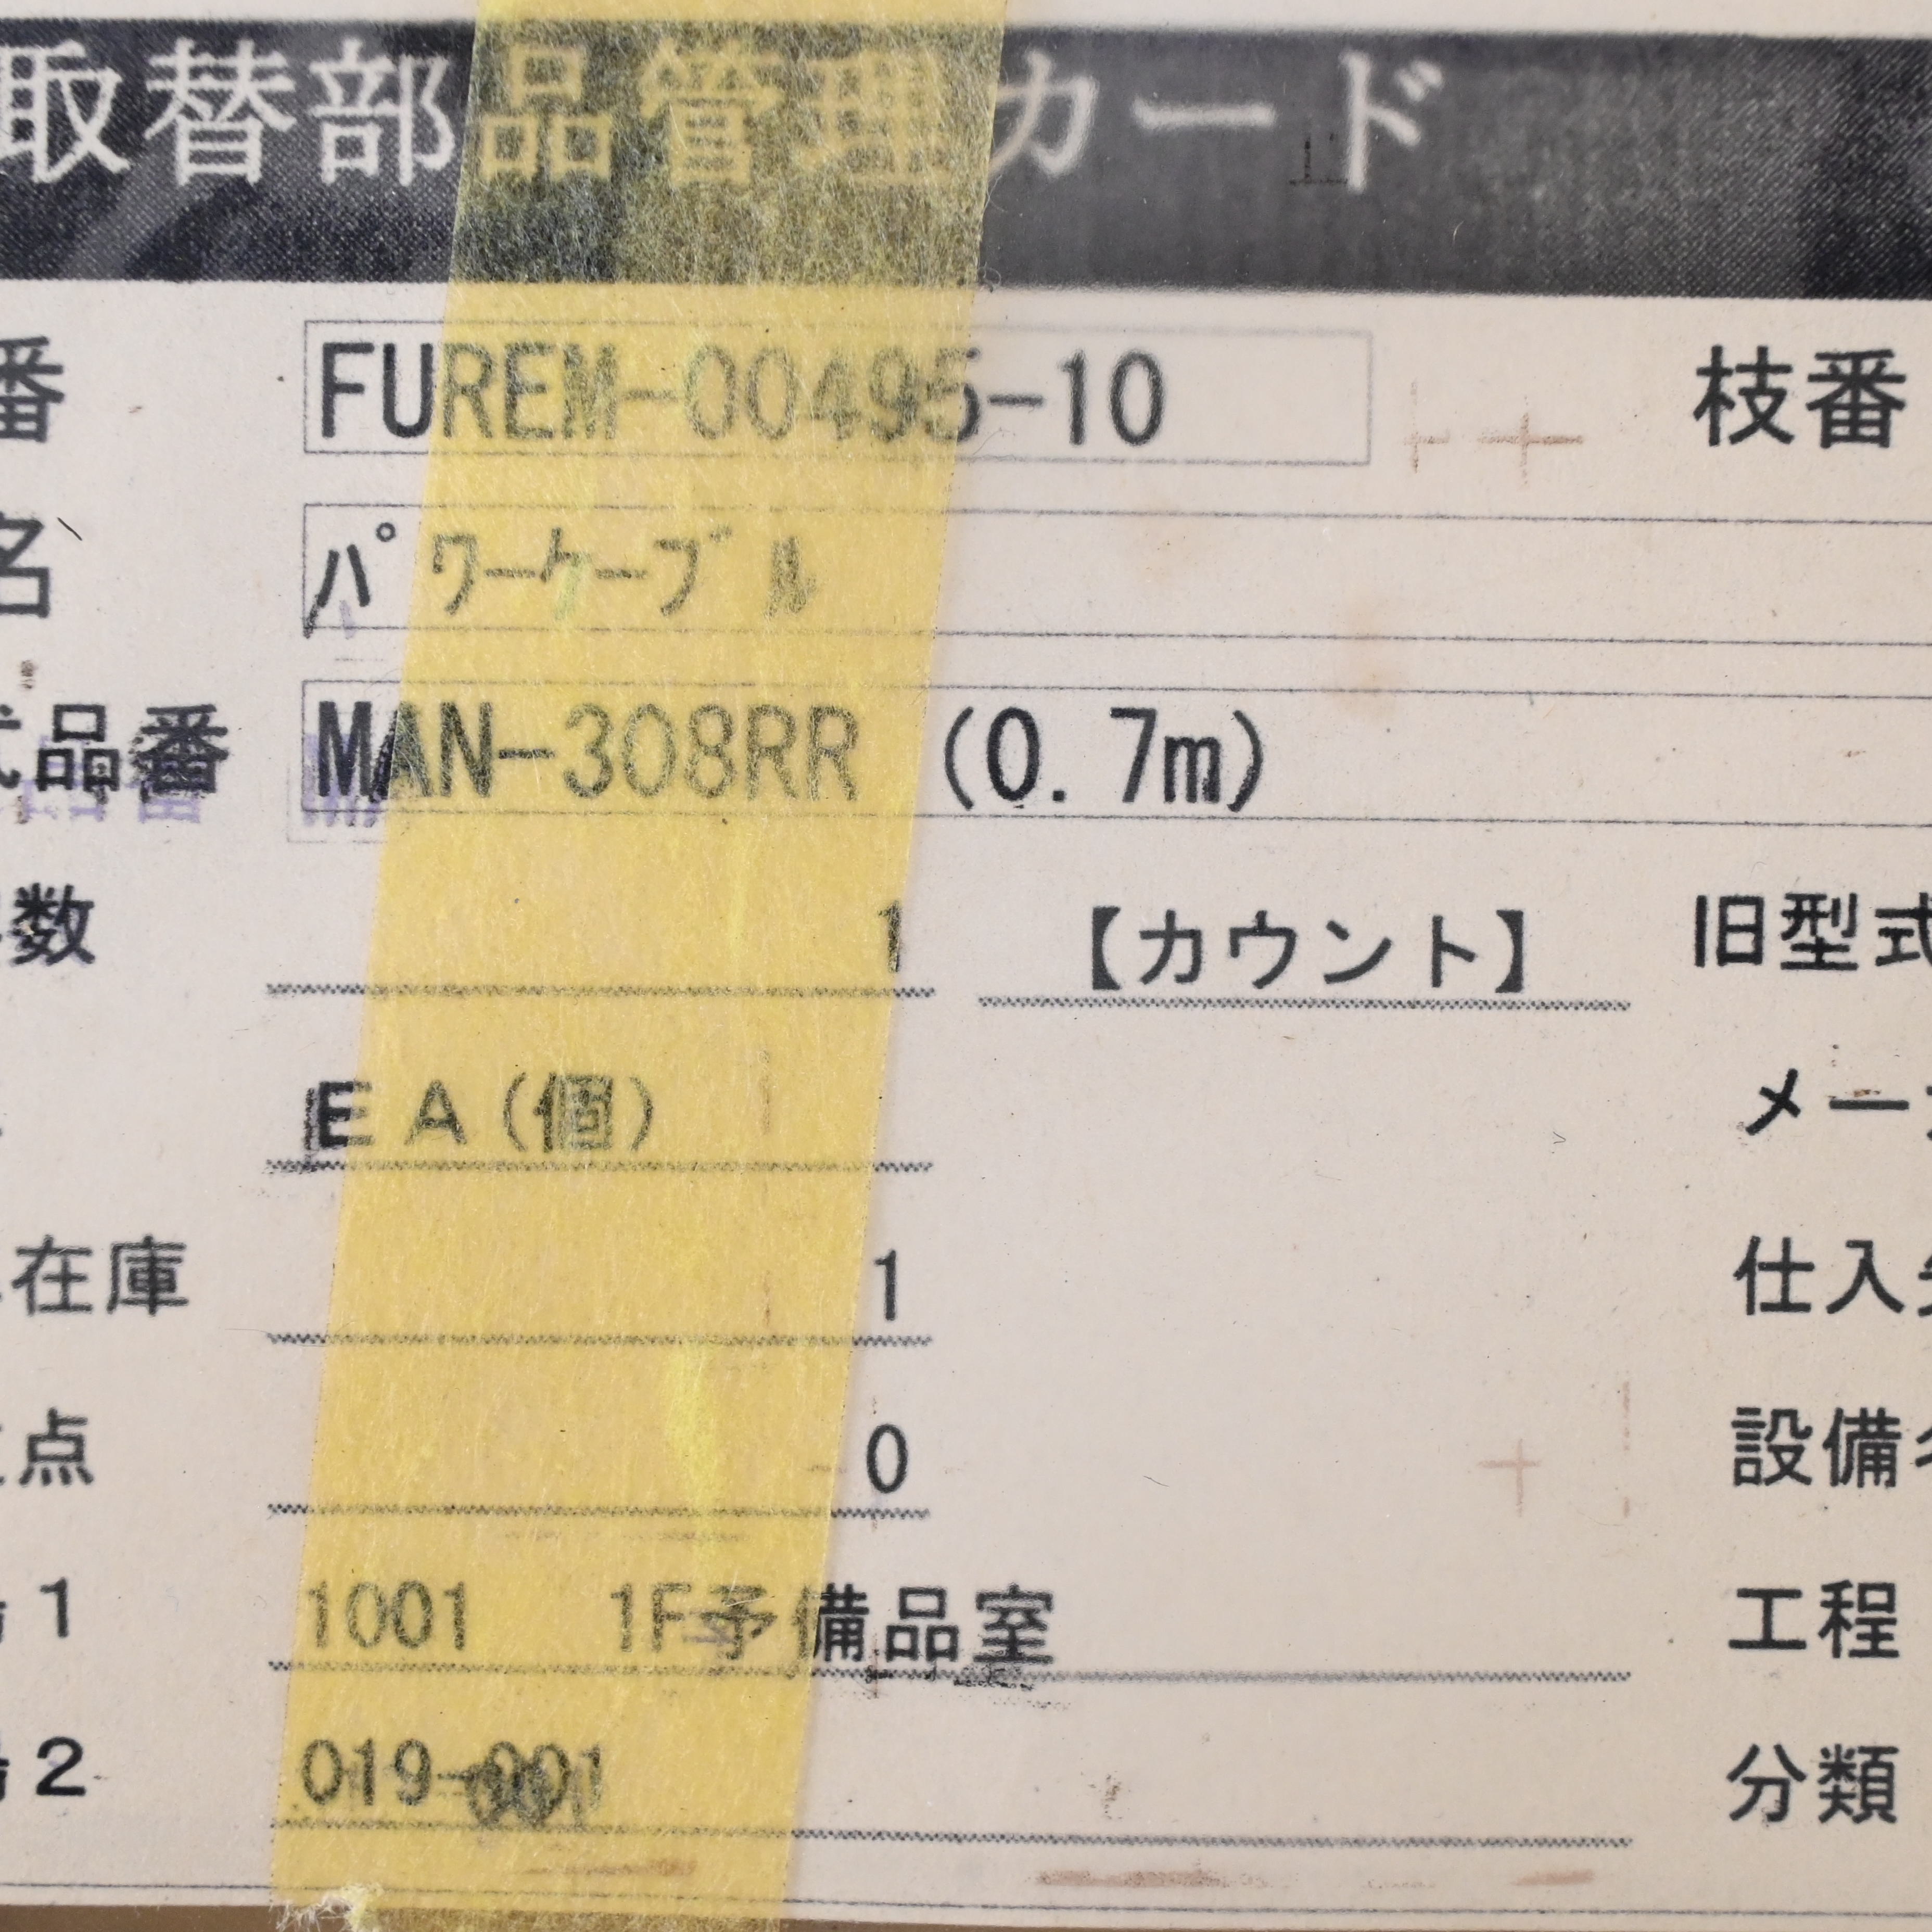 取替部品管理カード
番 FUREM-00495-10 枝番
名 ﾊﾟﾜｰｹｰﾌﾞﾙ
式品番 MAN-308RR (0.7m)
数 1 【カウント】 旧型式
EA(個) メー
在庫 1 仕入
点 0 設備
1 1001 1F予備品室 工程
2 019-001 分類